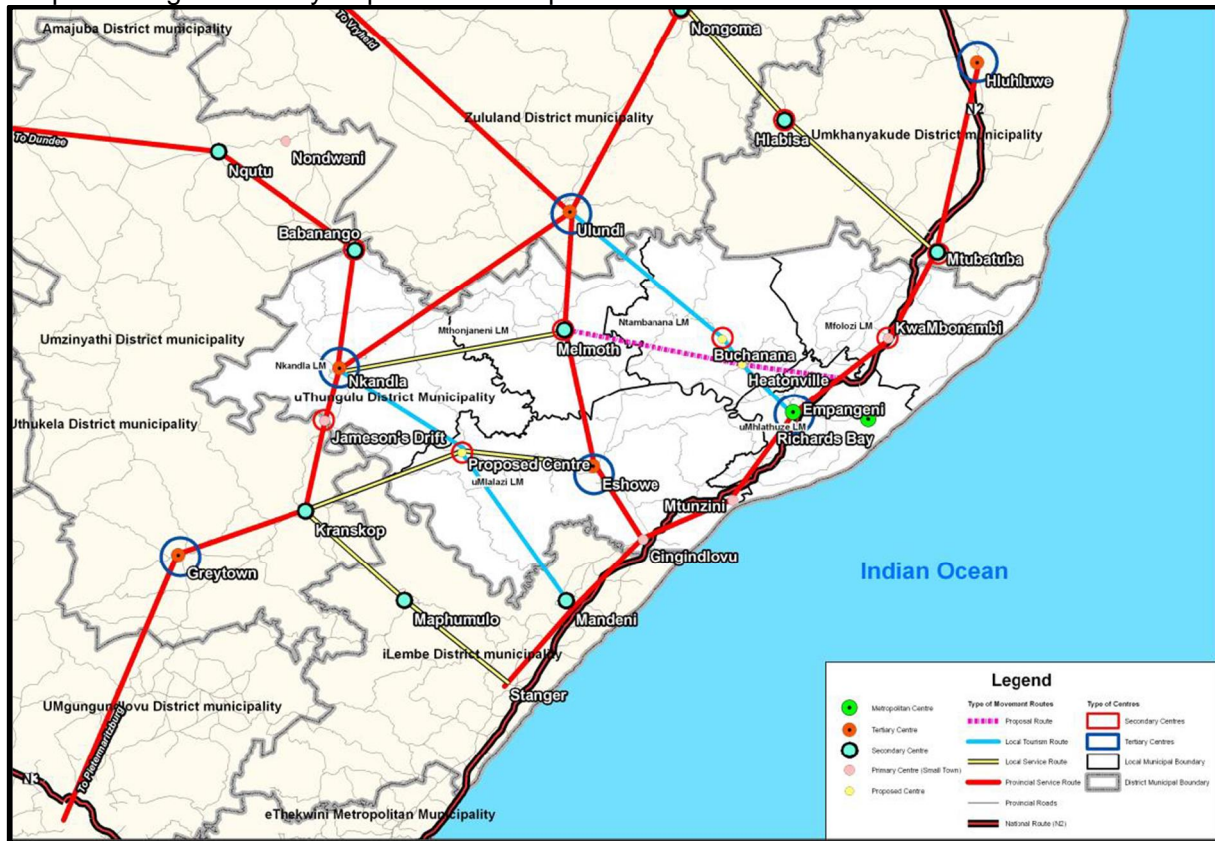 Amajuba District municipality
To Vryheid
Nongoma
Hluhluwe
N2
Zululand District municipality
Hlabisa
Umkhanyakude District municipality
To Dundee
Nqutu
Nondweni
Babanango
Ulundi
Mtubatuba
Mthonjaneni LM
Ntambanana LM
Mfolozi LM
KwaMbonambi
Umzinyathi District municipality
Melmoth
Buchanana
Nkandla LM
Nkandla
Heatonville
uThungulu District Municipality
Empangeni
Uthukela District municipality
uMhlathuze LM
Jameson's Drift
Richards Bay
Proposed Centre
uMlalazi LM
Eshowe
Mtunzini
Kranskop
Gingindlovu
Greytown
Indian Ocean
Maphumulo
Mandeni
iLembe District municipality
Stanger
UMgungundlovu District municipality
To Pietermaritzburg
N3
eThekwini Metropolitan Municipality
Legend
Metropolitan Centre
Tertiary Centre
Secondary Centre
Primary Centre (Small Town)
Proposed Centre
Type of Movemant Routes
Proposal Route
Local Tourism Route
Local Service Route
Provincial Service Route
Provincial Roads
National Route (N2)
Type of Centres
Secondary Centres
Tertiary Centres
Local Municipal Boundary
District Municipal Boundary